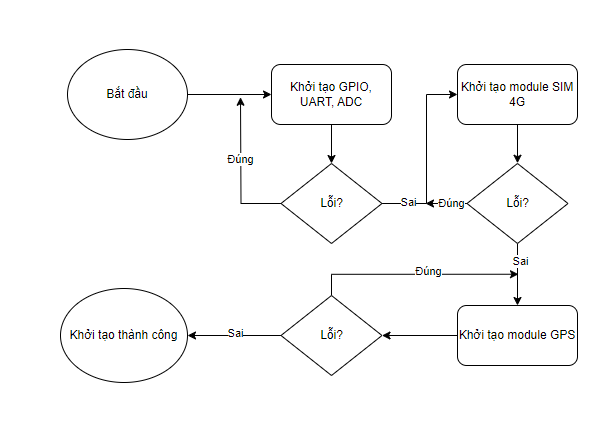 Bắt đầu
Khởi tạo GPIO,
UART, ADC
Khởi tạo module SIM
4G
Đúng
Lỗi?
Sai
Đúng
Lỗi?
Sai
Đúng
Khởi tạo thành công
Sai
Lỗi?
Khởi tạo module GPS